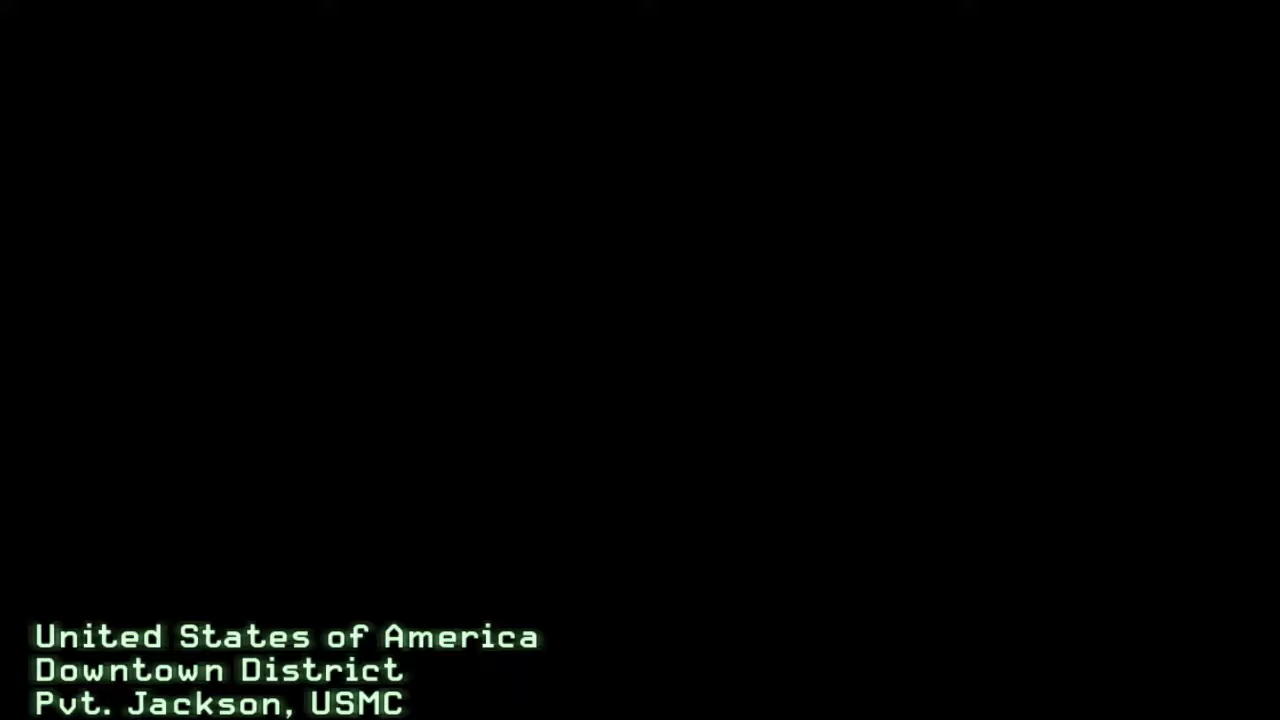 United States of America
Downtown District
Pvt. Jackson, USMC